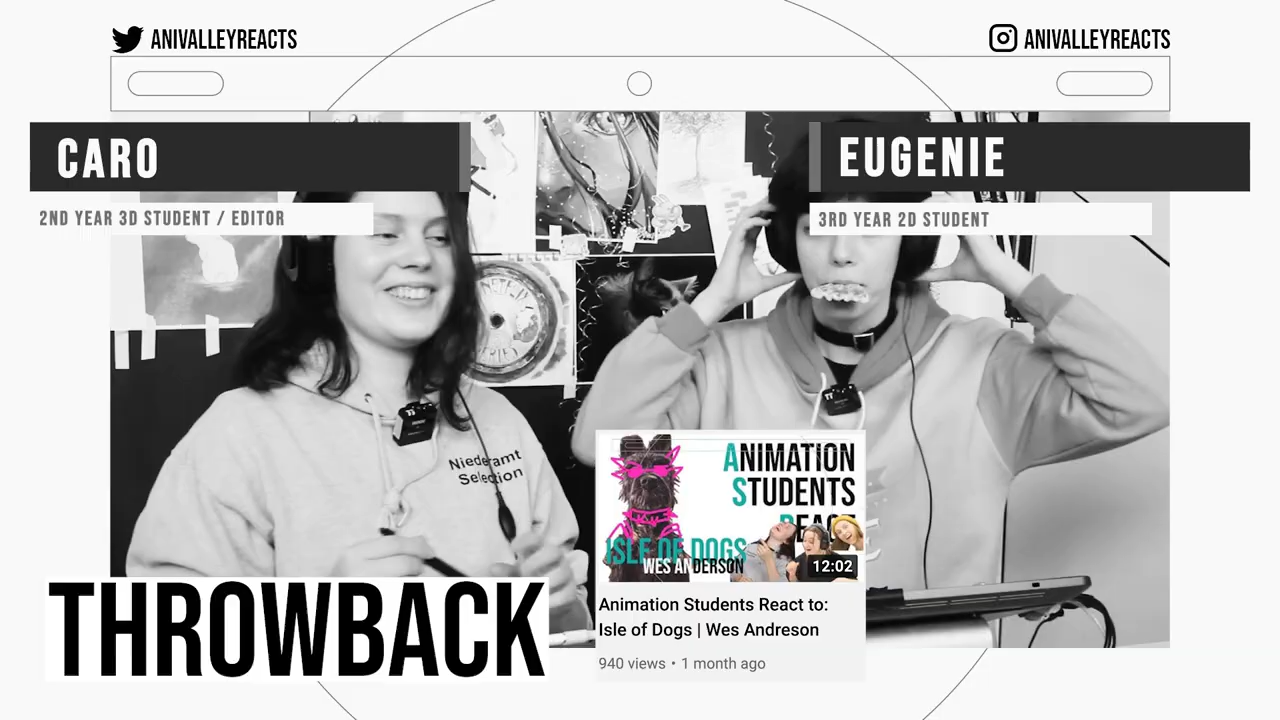 ANIVALLEYREACTS
ANIVALLEYREACTS
CARO
EUGENIE
2ND YEAR 3D STUDENT / EDITOR
3RD YEAR 2D STUDENT
Niederamt
Selection
ANIMATION
STUDENTS
REACT
ISLE OF DOGS
WES ANDERSON
12:02
THROWBACK
Animation Students React to:
Isle of Dogs | Wes Andreson
940 views • 1 month ago